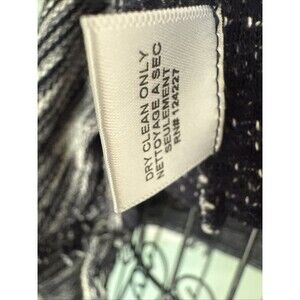 DRY CLEAN ONLY
NETTOYAGE A SEC
SEULEMENT
RN# 124227